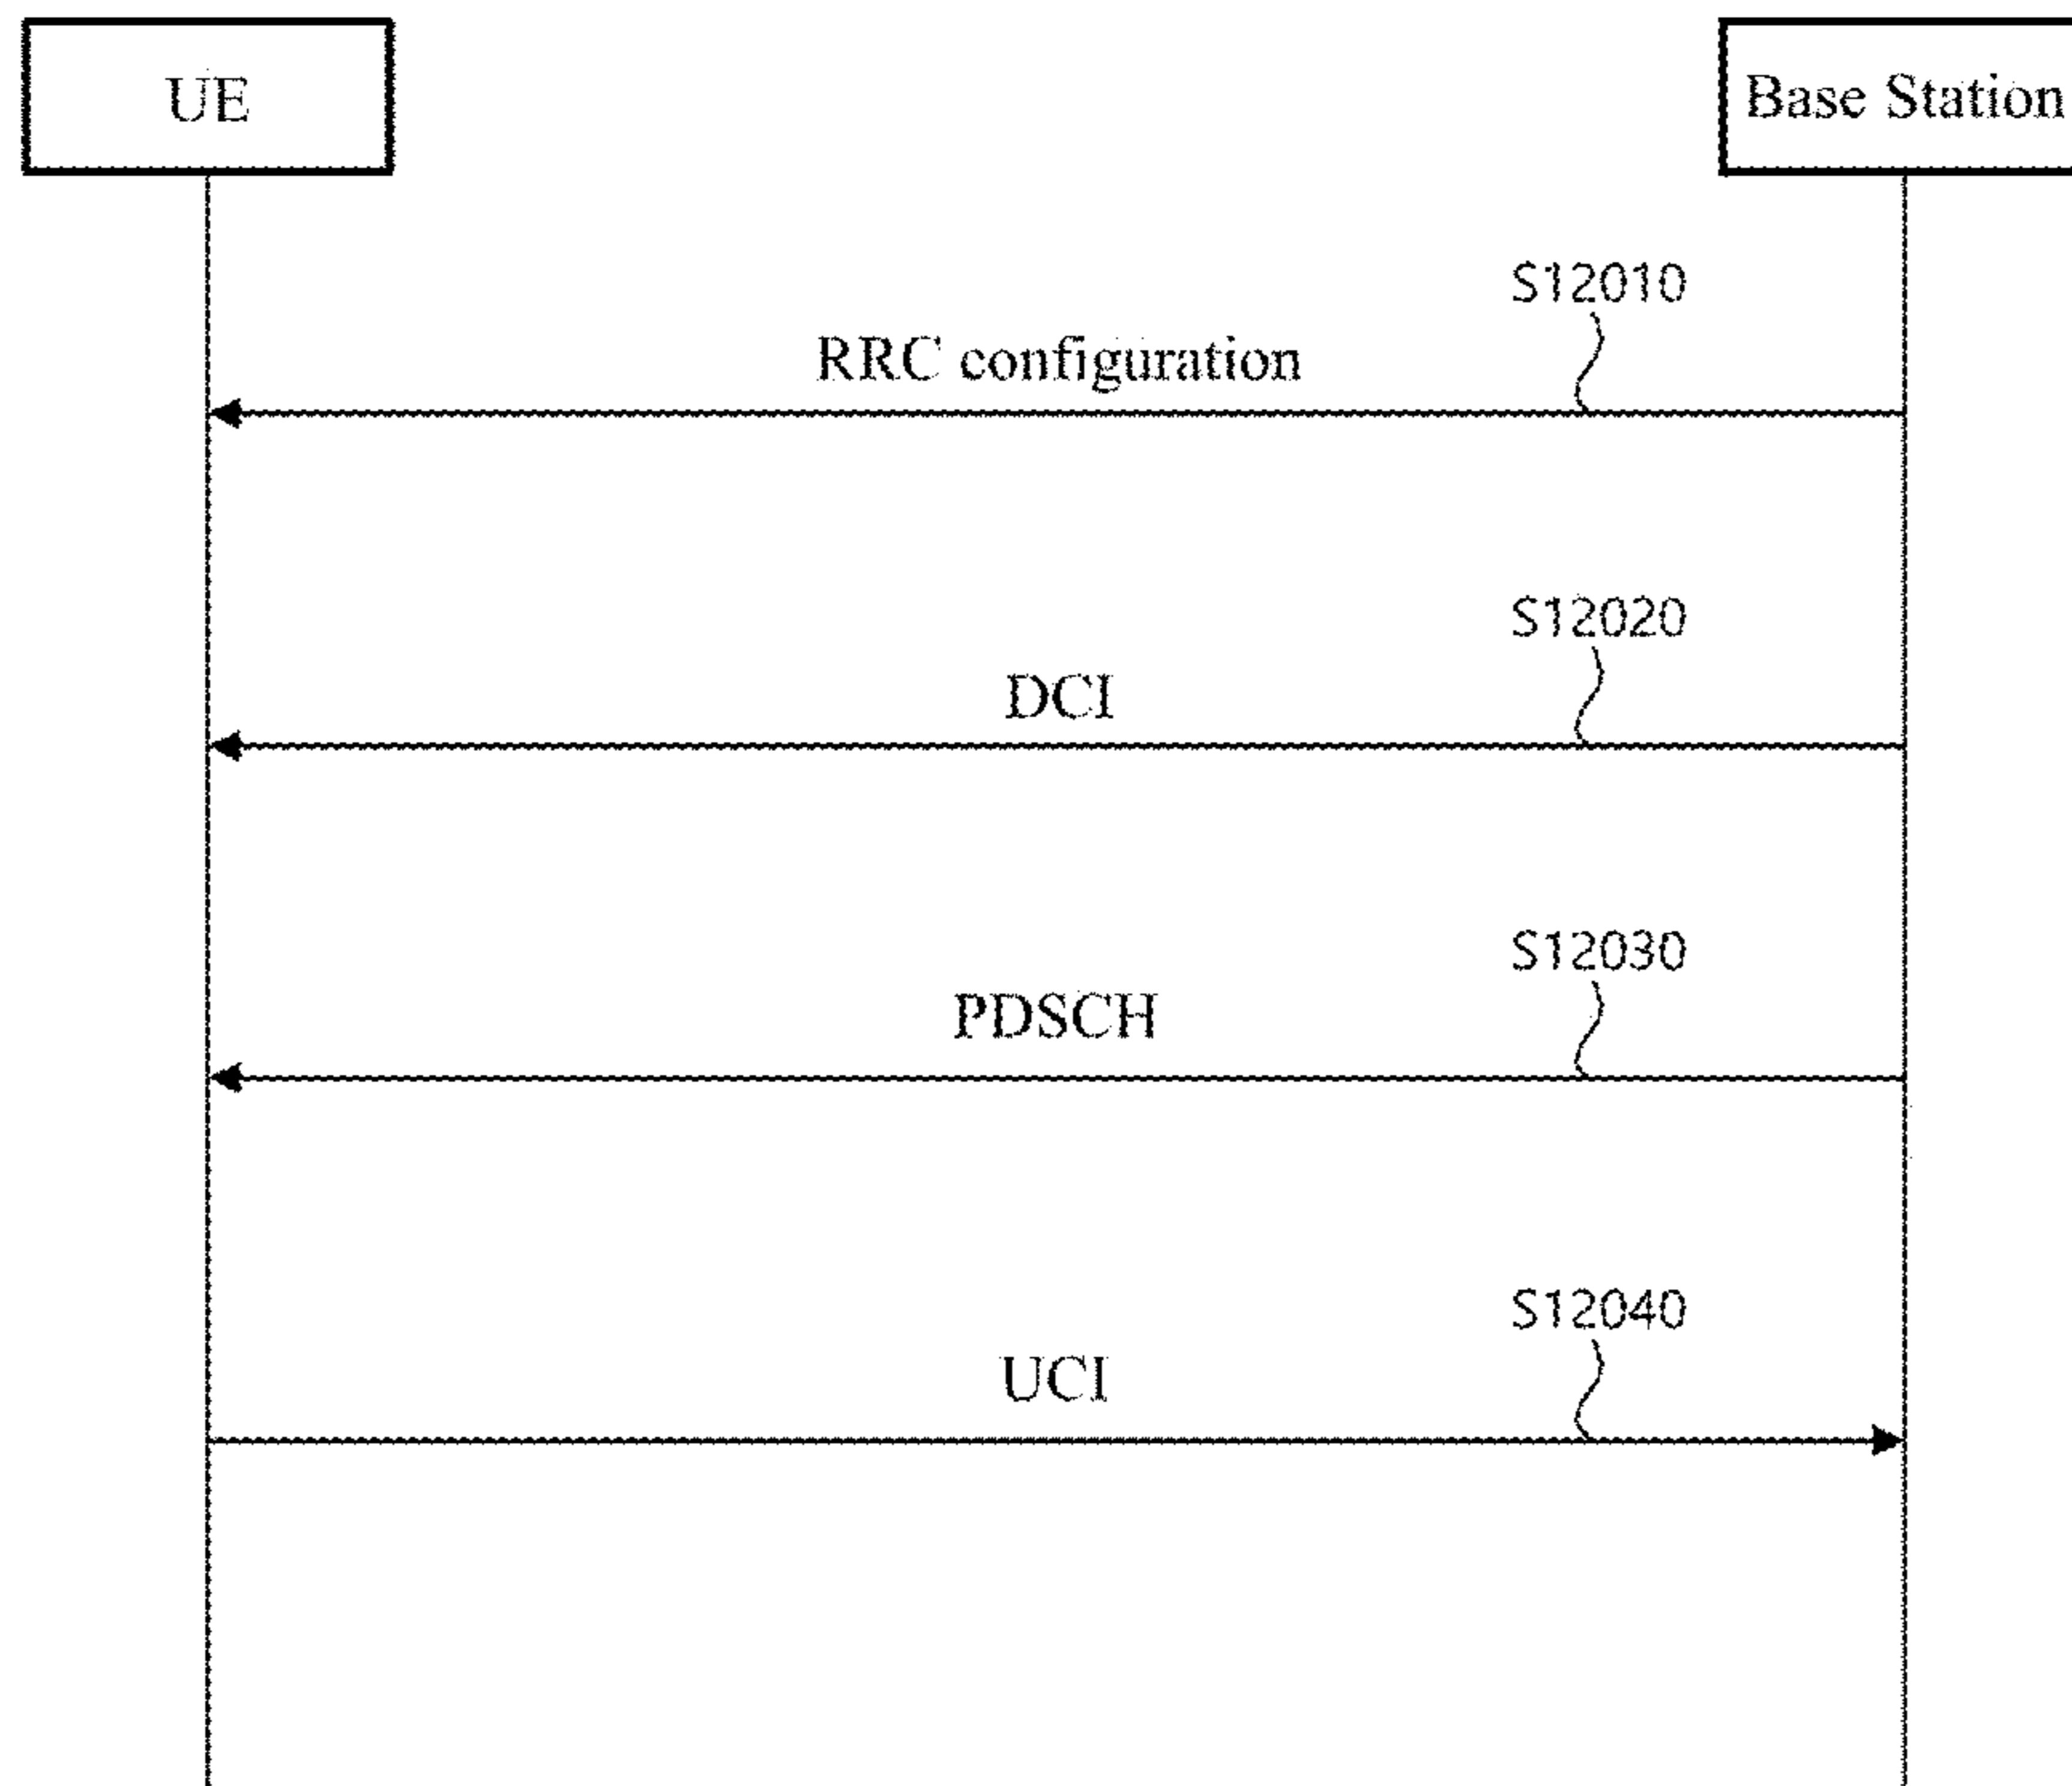 UE
Base Station
S12010
RRC configuration
S12020
DCI
S12030
PDSCH
S12040
UCI